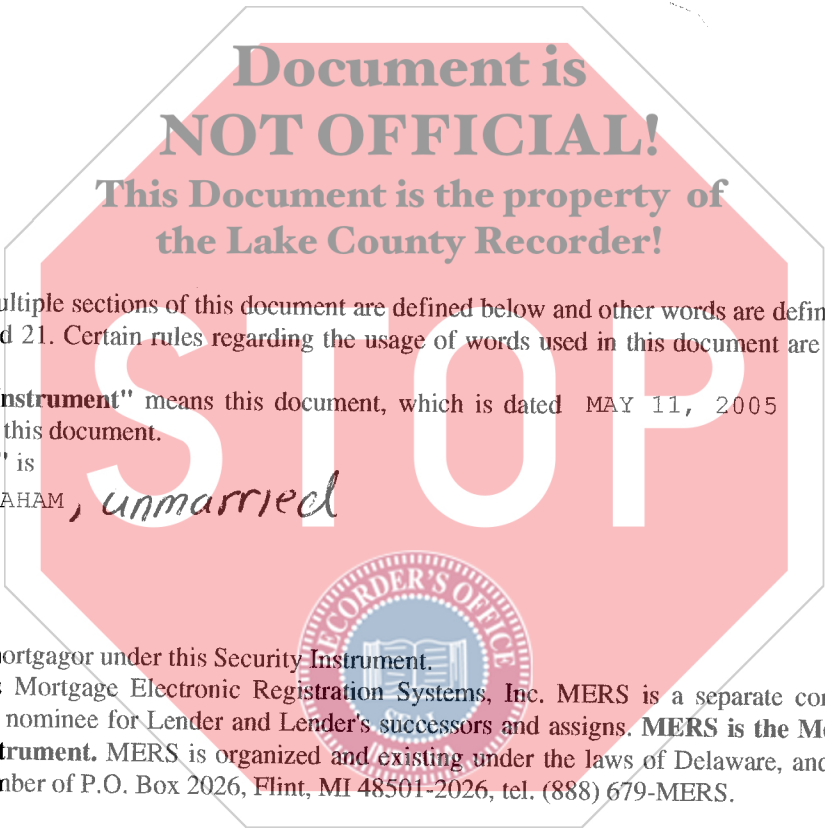 Document is
NOT OFFICIAL!
This Document is the property of
the Lake County Recorder!
ultiple sections of this document are defined below and other words are defin
d 21. Certain rules regarding the usage of words used in this document are
nstrument" means this document, which is dated MAY 11, 2005
this document.
" is
AHAM, unmarried
STOP
RECORDER'S OFFICE
ortgagor under this Security Instrument.
Mortgage Electronic Registration Systems, Inc. MERS is a separate cor
nominee for Lender and Lender's successors and assigns. MERS is the Mo
trument. MERS is organized and existing under the laws of Delaware, and
mber of P.O. Box 2026, Flint, MI 48501-2026, tel. (888) 679-MERS.